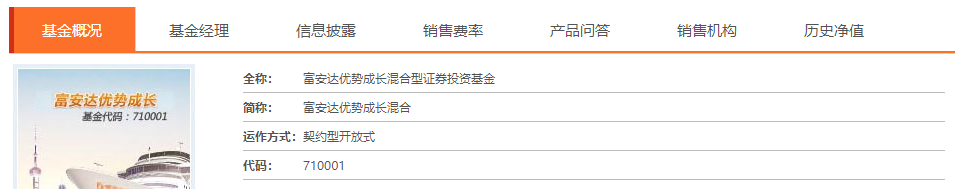 基金概况 基金经理 信息披露 销售费率 产品问答 销售机构 历史净值
富安达优势成长
基金代码：710001
全称： 富安达优势成长混合型证券投资基金
简称： 富安达优势成长混合
运作方式： 契约型开放式
代码： 710001